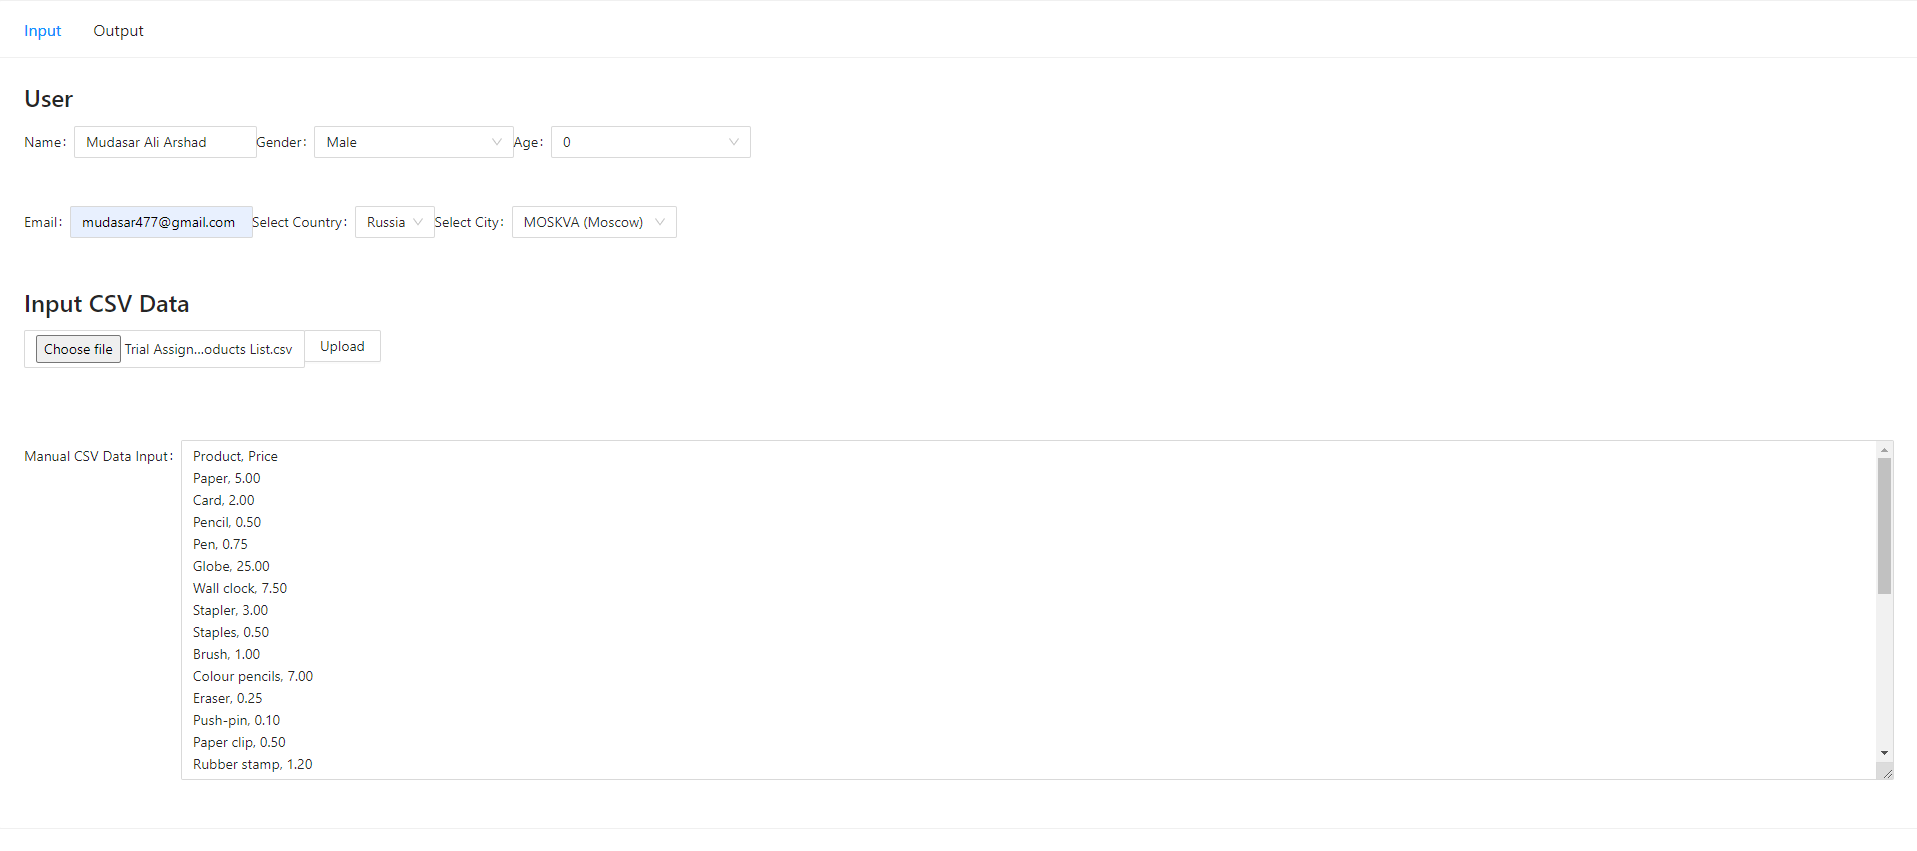 Input Output
User
Name: Mudasar Ali Arshad Gender: Male Age: 0
Email: mudasar477@gmail.com Select Country: Russia Select City: MOSKVA (Moscow)
Input CSV Data
Choose file Trial Assign...oducts List.csv Upload
Manual CSV Data Input: Product, Price
Paper, 5.00
Card, 2.00
Pencil, 0.50
Pen, 0.75
Globe, 25.00
Wall clock, 7.50
Stapler, 3.00
Staples, 0.50
Brush, 1.00
Colour pencils, 7.00
Eraser, 0.25
Push-pin, 0.10
Paper clip, 0.50
Rubber stamp, 1.20